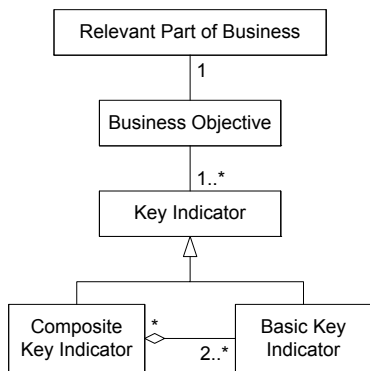 Relevant Part of Business
1
Business Objective
1..*
Key Indicator
Composite
Key Indicator
*
2..*
Basic Key
Indicator